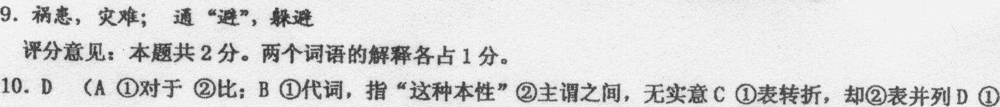 9. 祸患，灾难； 通“避”，躲避
评分意见：本题共2分。两个词语的解释各占1分。
10. D （A ①对于 ②比；B ①代词，指“这种本性”②主谓之间，无实意C ①表转折，却②表并列D ①